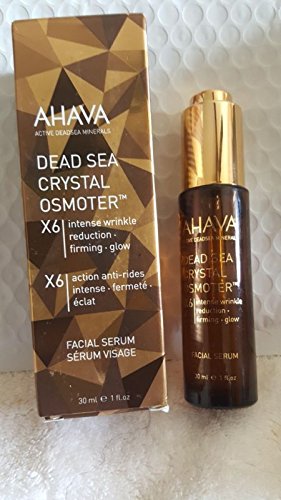 AHAVA
ACTIVE DEADSEA MINERALS
DEAD SEA
CRYSTAL
OSMOTER™
X6 intense wrinkle
reduction·
firming·glow
X6 action anti-rides
intense·fermeté·
éclat
FACIAL SERUM
SÉRUM VISAGE
30 ml ℮ 1 fl.oz
AHAVA
ACTIVE DEADSEA MINERALS
DEAD SEA
CRYSTAL
OSMOTER™
X6 intense wrinkle
reduction·
firming·glow
FACIAL SERUM
30 ml ℮ 1 fl.oz